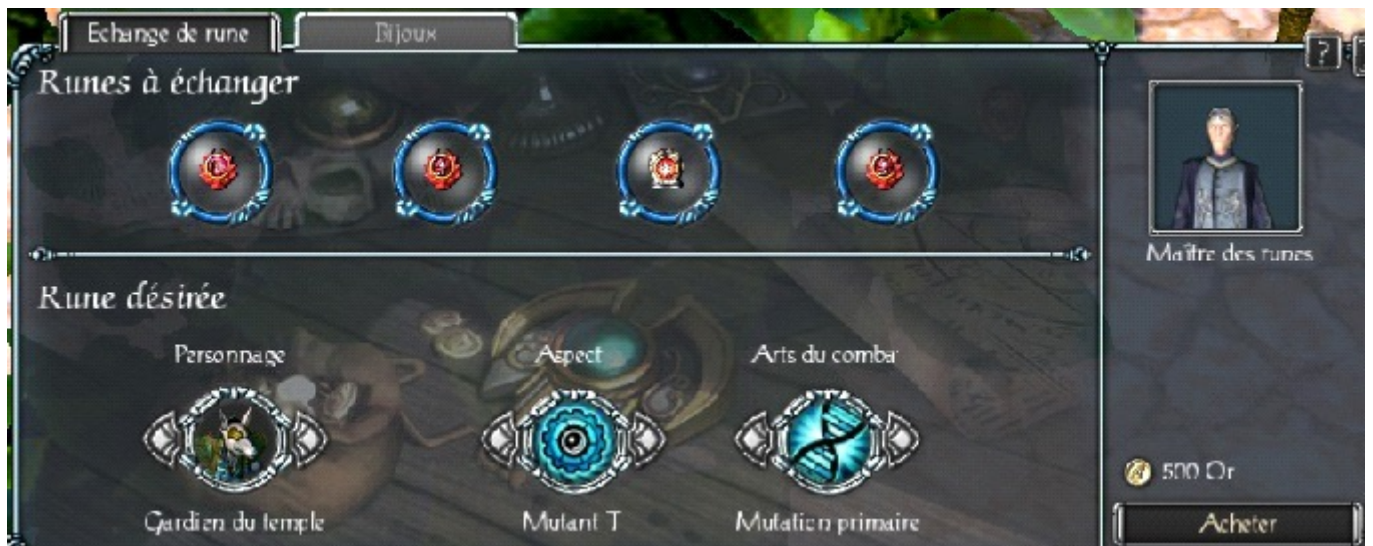 Echange de rune
Bijoux
?
Runes à échanger
Maître des runes
Rune désirée
Personnage
Aspect
Arts du combat
Gardien du temple
Mutant T
Mutation primaire
500 Or
Acheter